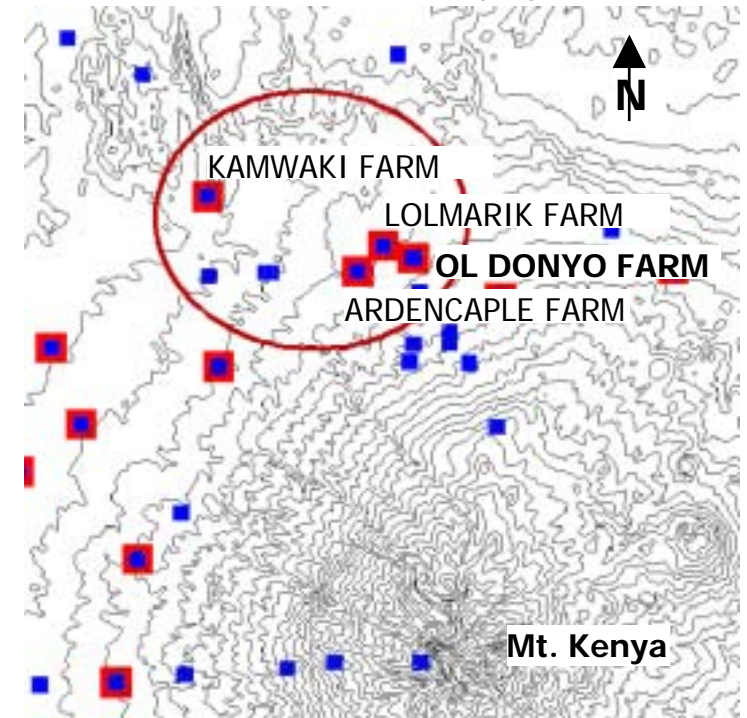 N
KAMWAKI FARM
LOLMARIK FARM
OL DONYO FARM
ARDENCAPLE FARM
Mt. Kenya